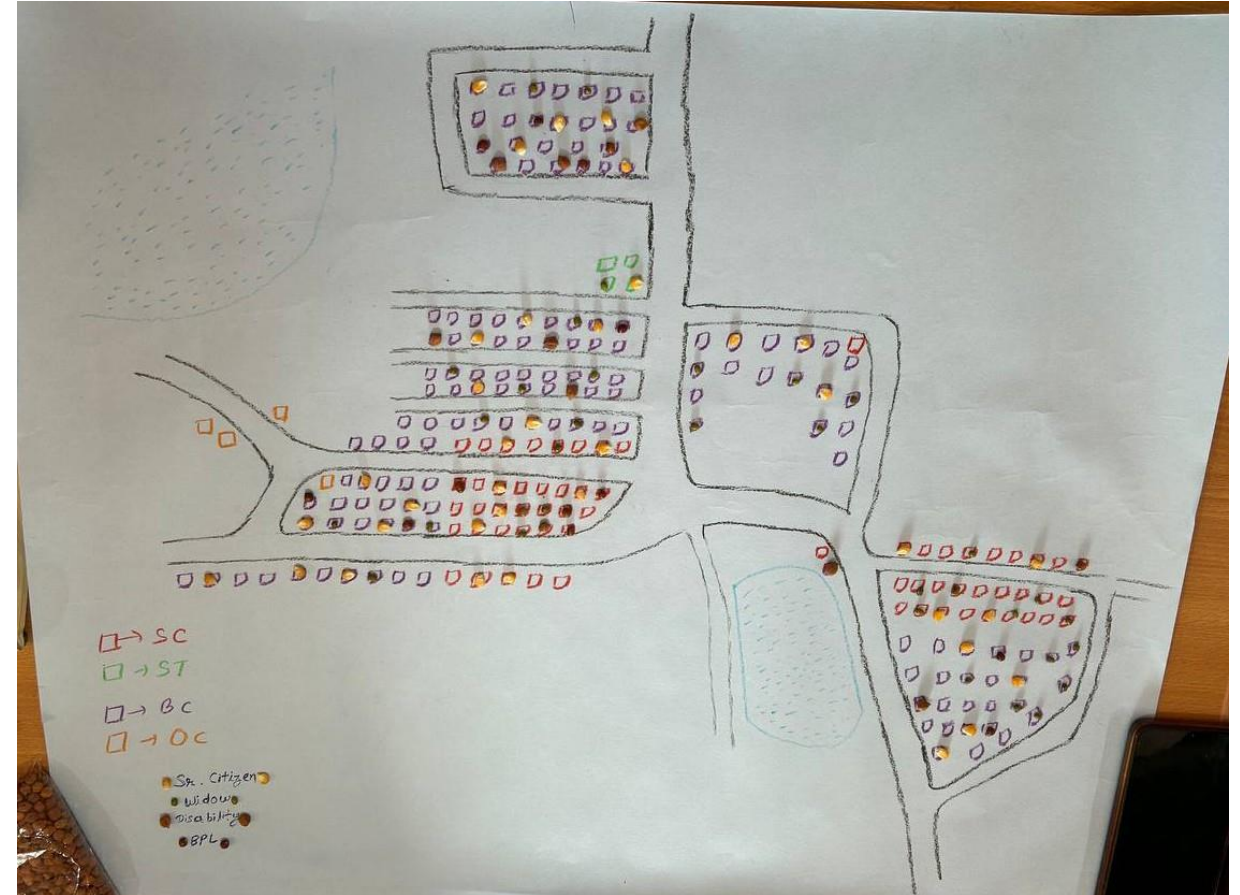 □→ SC
□→ ST
□→ BC
□→ OC
Sr. Citizen
Widow
Disability
BPL